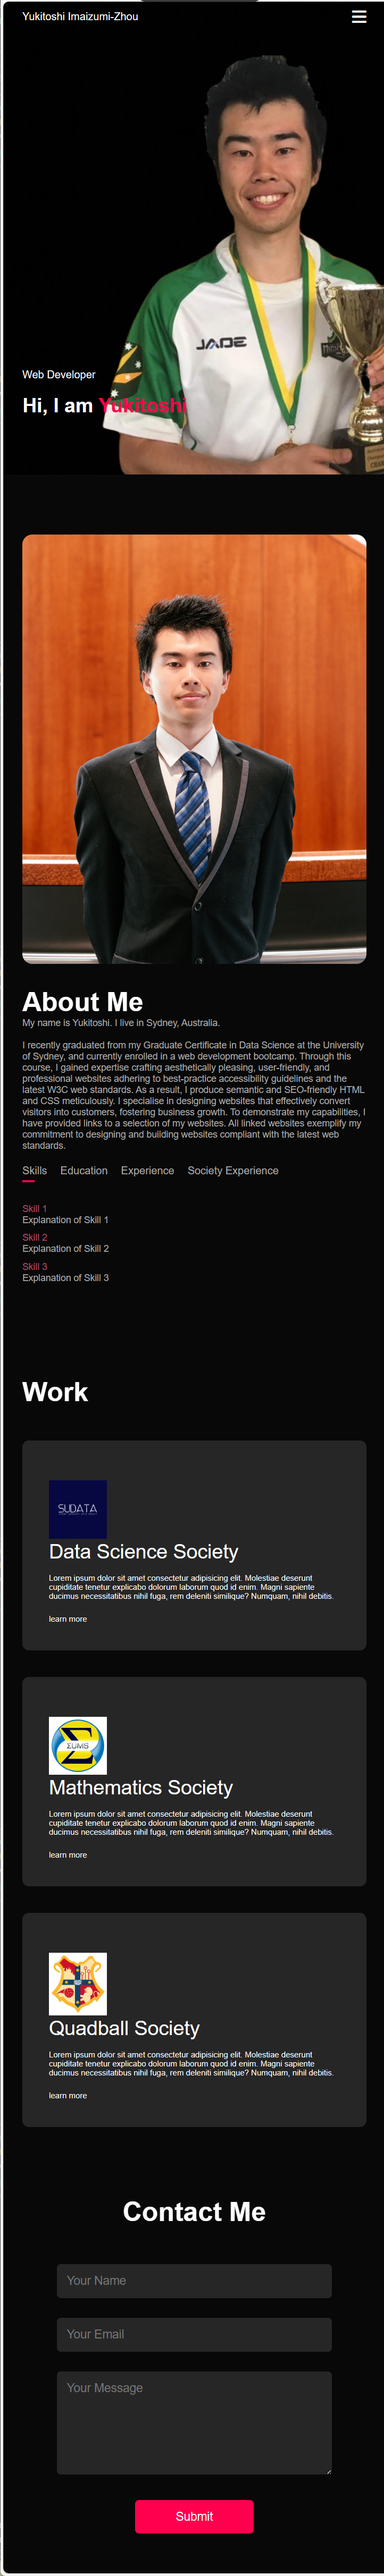 Yukitoshi Imaizumi-Zhou
JADE
Web Developer
Hi, I am Yukitoshi
About Me
My name is Yukitoshi. I live in Sydney, Australia.
I recently graduated from my Graduate Certificate in Data Science at the University
of Sydney, and currently enrolled in a web development bootcamp. Through this
course, I gained expertise crafting aesthetically pleasing, user-friendly, and
professional websites adhering to best-practice accessibility guidelines and the
latest W3C web standards. As a result, I produce semantic and SEO-friendly HTML
and CSS meticulously. I specialise in designing websites that effectively convert
visitors into customers, fostering business growth. To demonstrate my capabilities, I
have provided links to a selection of my websites. All linked websites exemplify my
commitment to designing and building websites compliant with the latest web
standards.
Skills Education Experience Society Experience
Skill 1
Explanation of Skill 1
Skill 2
Explanation of Skill 2
Skill 3
Explanation of Skill 3
Work
SUDATA
Data Science Society
Lorem ipsum dolor sit amet consectetur adipisicing elit. Molestiae deserunt
cupiditate tenetur explicabo dolorum laborum quod id enim. Magni sapiente
ducimus necessitatibus nihil fuga, rem deleniti similique? Numquam, nihil debitis.
learn more
ΣUMS
Mathematics Society
Lorem ipsum dolor sit amet consectetur adipisicing elit. Molestiae deserunt
cupiditate tenetur explicabo dolorum laborum quod id enim. Magni sapiente
ducimus necessitatibus nihil fuga, rem deleniti similique? Numquam, nihil debitis.
learn more
Quadball Society
Lorem ipsum dolor sit amet consectetur adipisicing elit. Molestiae deserunt
cupiditate tenetur explicabo dolorum laborum quod id enim. Magni sapiente
ducimus necessitatibus nihil fuga, rem deleniti similique? Numquam, nihil debitis.
learn more
Contact Me
Your Name
Your Email
Your Message
Submit